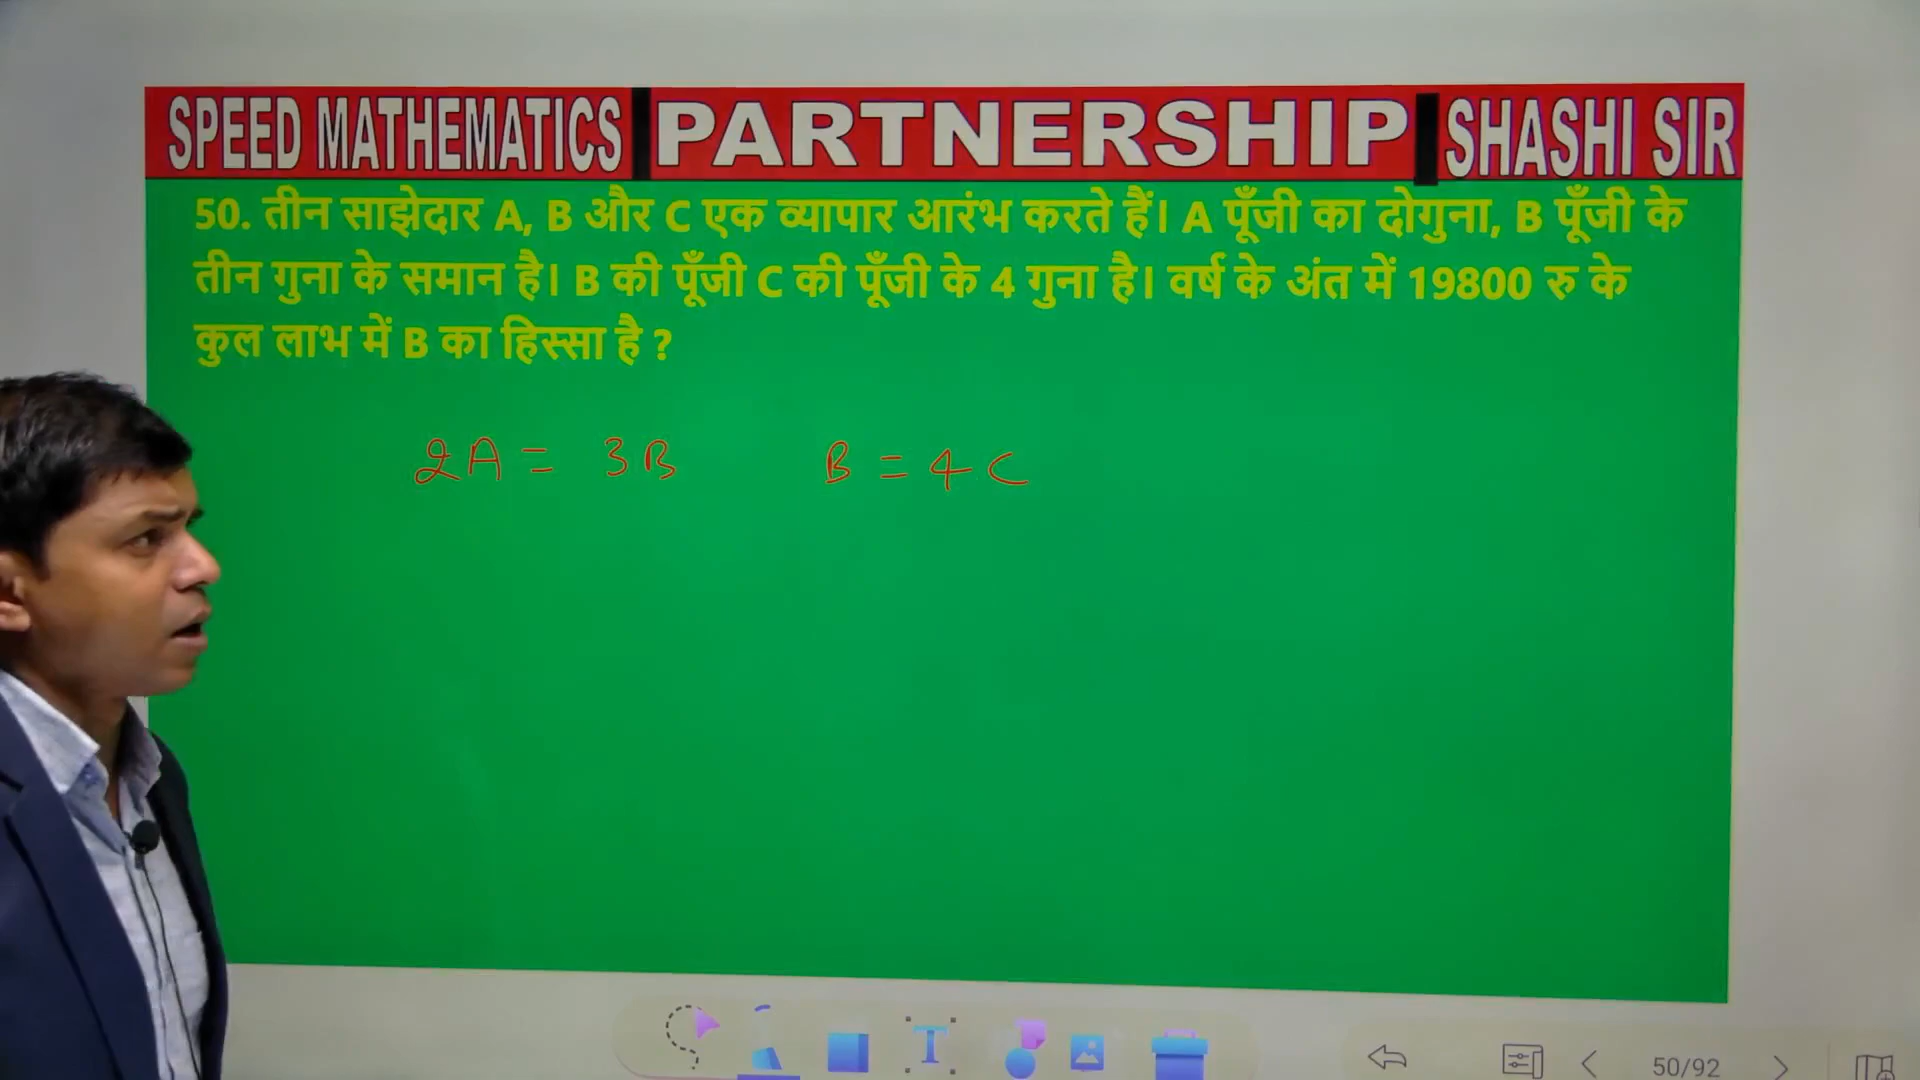 SPEED MATHEMATICS PARTNERSHIP SHASHI SIR
50. तीन साझेदार A, B और C एक व्यापार आरंभ करते हैं। A पूँजी का दोगुना, B पूँजी के
तीन गुना के समान है। B की पूँजी C की पूँजी के 4 गुना है। वर्ष के अंत में 19800 रु के
कुल लाभ में B का हिस्सा है ?
2A = 3B B = 4C
50/92